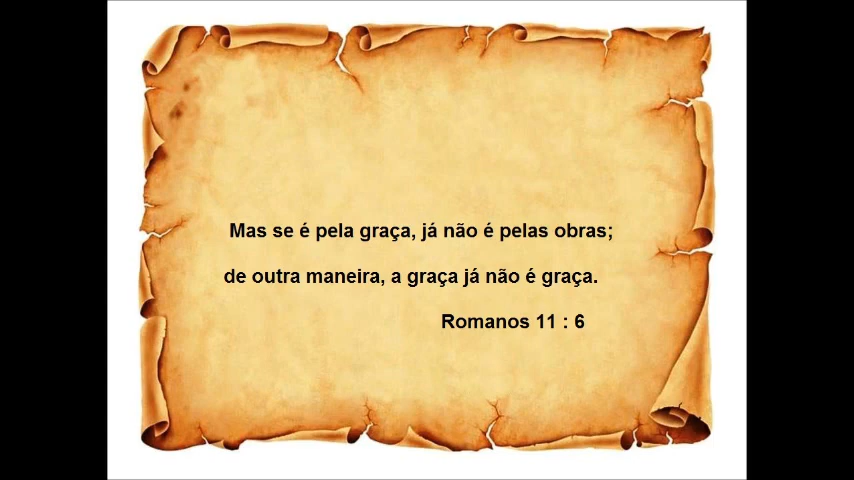 Mas se é pela graça, já não é pelas obras;
de outra maneira, a graça já não é graça.
Romanos 11 : 6